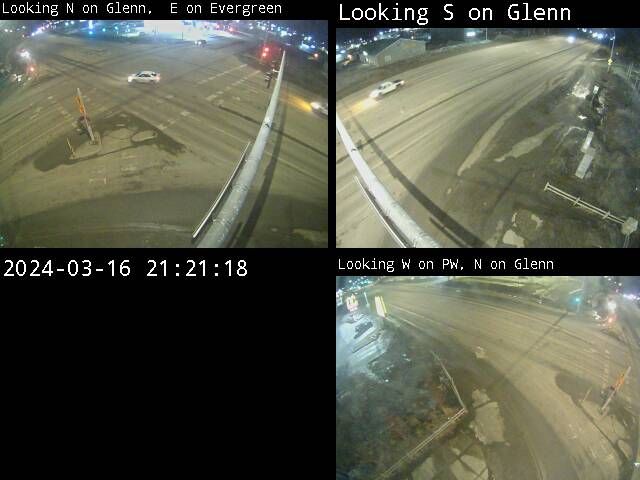 Looking N on Glenn,  E on Evergreen
Looking S on Glenn
2024-03-16 21:21:18
Looking W on PW, N on Glenn